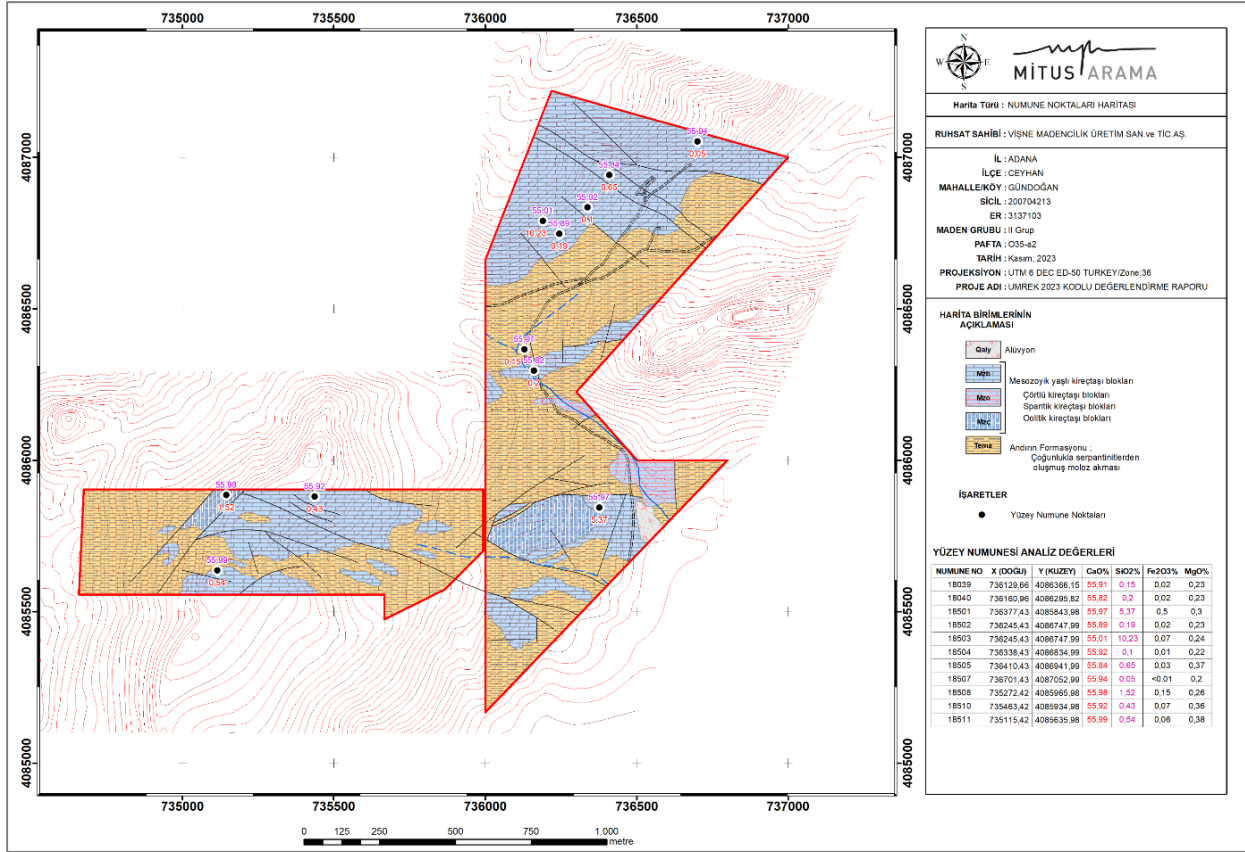 735000 735500 736000 736500 737000
4087000
4086500
4086000
4085500
4085000
4087000
4086500
4086000
4085500
4085000
55.94
0.05
55.84
0.65
55.92
0.1
55.01
10.23
55.89
0.19
55.91
0.15
55.82
0.2
55.98
1.52
55.92
0.43
55.97
5.37
55.99
0.54
735000 735500 736000 736500 737000
0 125 250 500 750 1.000
metre
N
W E
S
MİTUS ARAMA
Harita Türü : NUMUNE NOKTALARI HARİTASI
RUHSAT SAHİBİ : VİŞNE MADENCİLİK ÜRETİM SAN.ve TİC.AŞ.
İL : ADANA
İLÇE : CEYHAN
MAHALLE/KÖY : GÜNDOĞAN
SİCİL : 200704213
ER : 3137103
MADEN GRUBU : II Grup
PAFTA : O35-a2
TARİH : Kasım, 2023
PROJEKSİYON : UTM 6 DEC ED-50 TURKEY/Zone:36
PROJE ADI : UMREK 2023 KODLU DEĞERLENDİRME RAPORU
HARİTA BİRİMLERİNİN
AÇIKLAMASI
Qaly Alüvyon
Mzb Mesozoyik yaşlı kireçtaşı blokları
Mzo Çörtlü kireçtaşı blokları
Sparitik kireçtaşı blokları
Mzç Oolitik kireçtaşı blokları
Tema Andırın Formasyonu :
Çoğunlukla serpantinitlerden
oluşmuş moloz akması
İŞARETLER
Yüzey Numune Noktaları
YÜZEY NUMUNESİ ANALİZ DEĞERLERİ
NUMUNE NO X (DOĞU) Y (KUZEY) CaO% SiO2% Fe2O3% MgO%
18039 736129,66 4086366,15 55,91 0,15 0,02 0,23
18040 736160,96 4086295,82 55,82 0,2 0,02 0,23
18501 736377,43 4085843,98 55,97 5,37 0,5 0,3
18502 736245,43 4086747,99 55,89 0,19 0,02 0,23
18503 736245,43 4086747,99 55,01 10,23 0,07 0,24
18504 736338,43 4086834,99 55,92 0,1 0,01 0,22
18505 736410,43 4086941,99 55,84 0,65 0,03 0,37
18507 736701,43 4087052,99 55,94 0,05 <0.01 0,2
18508 735272,42 4085965,98 55,98 1,52 0,15 0,26
18510 735463,42 4085934,98 55,92 0,43 0,07 0,36
18511 735115,42 4085635,98 55,99 0,54 0,06 0,38